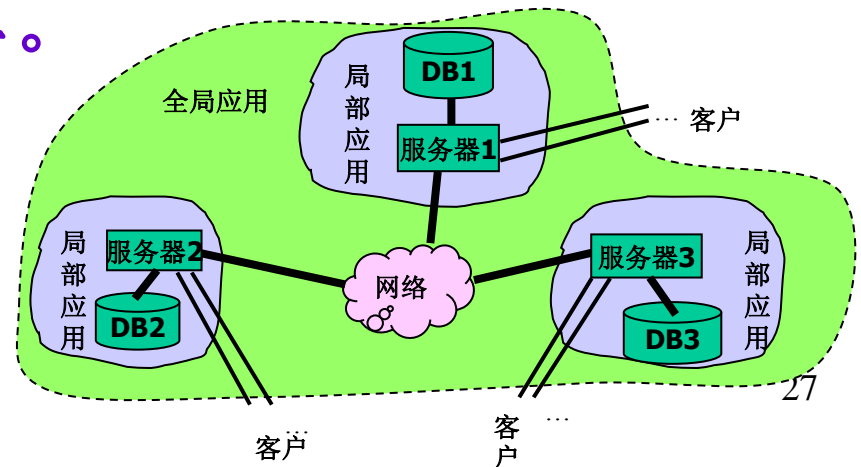 。
DB1
局部应用
全局应用
服务器1
… 客户
局部应用
服务器2
DB2
网络
服务器3
局部应用
DB3
27
…
客户
客户
…